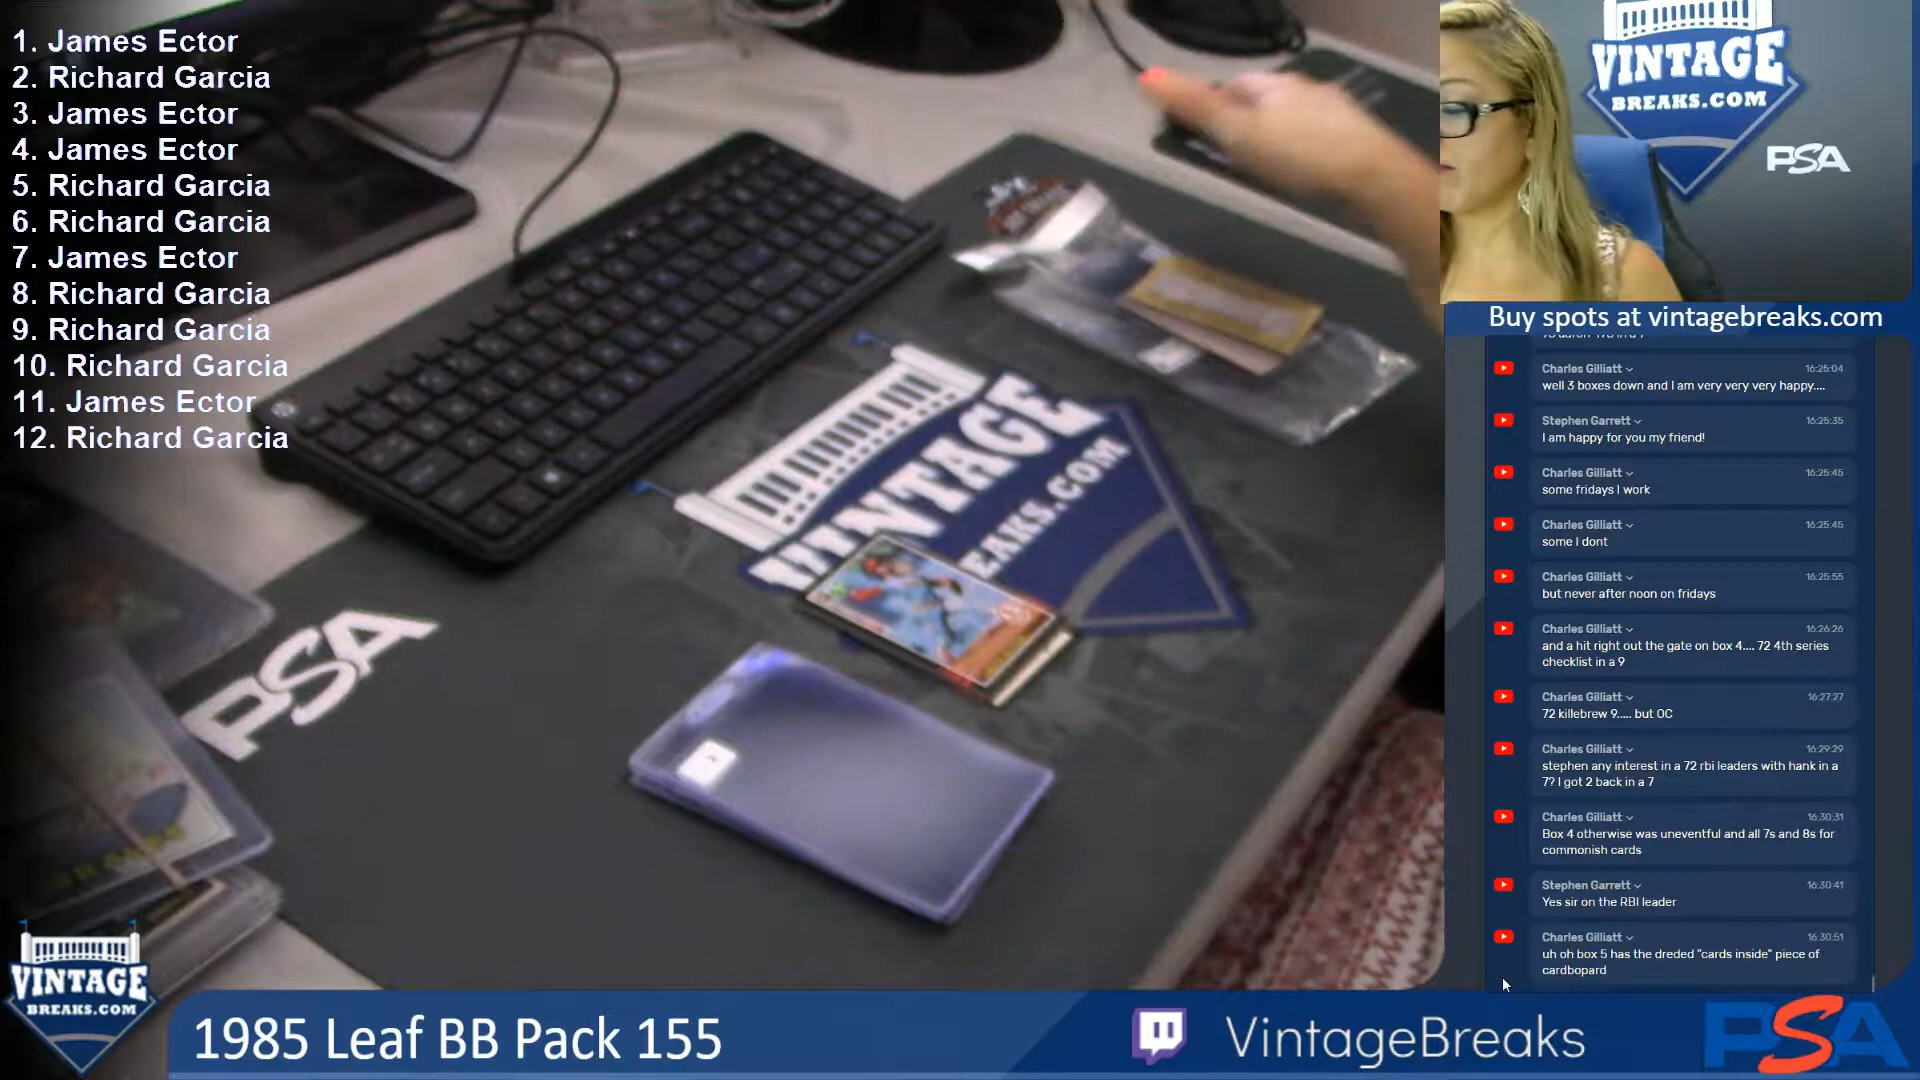 1. James Ector
2. Richard Garcia
3. James Ector
4. James Ector
5. Richard Garcia
6. Richard Garcia
7. James Ector
8. Richard Garcia
9. Richard Garcia
10. Richard Garcia
11. James Ector
12. Richard Garcia
VINTAGE
BREAKS.COM
PSA
Buy spots at vintagebreaks.com
Charles Gilliatt 16:25:04
well 3 boxes down and I am very very very happy....
Stephen Garrett 16:25:35
I am happy for you my friend!
Charles Gilliatt 16:25:45
some fridays I work
Charles Gilliatt 16:25:45
some I dont
Charles Gilliatt 16:25:55
but never after noon on fridays
Charles Gilliatt 16:26:26
and a hit right out the gate on box 4.... 72 4th series
checklist in a 9
Charles Gilliatt 16:27:27
72 killebrew 9..... but OC
Charles Gilliatt 16:29:29
stephen any interest in a 72 rbi leaders with hank in a
7? I got 2 back in a 7
Charles Gilliatt 16:30:31
Box 4 otherwise was uneventful and all 7s and 8s for
commonish cards
Stephen Garrett 16:30:41
Yes sir on the RBI leader
Charles Gilliatt 16:30:51
uh oh box 5 has the dreded "cards inside" piece of
cardbopard
VINTAGE
EAKS.COM
PSA
VINTAGE
BREAKS.COM
1985 Leaf BB Pack 155
VintageBreaks
PSA